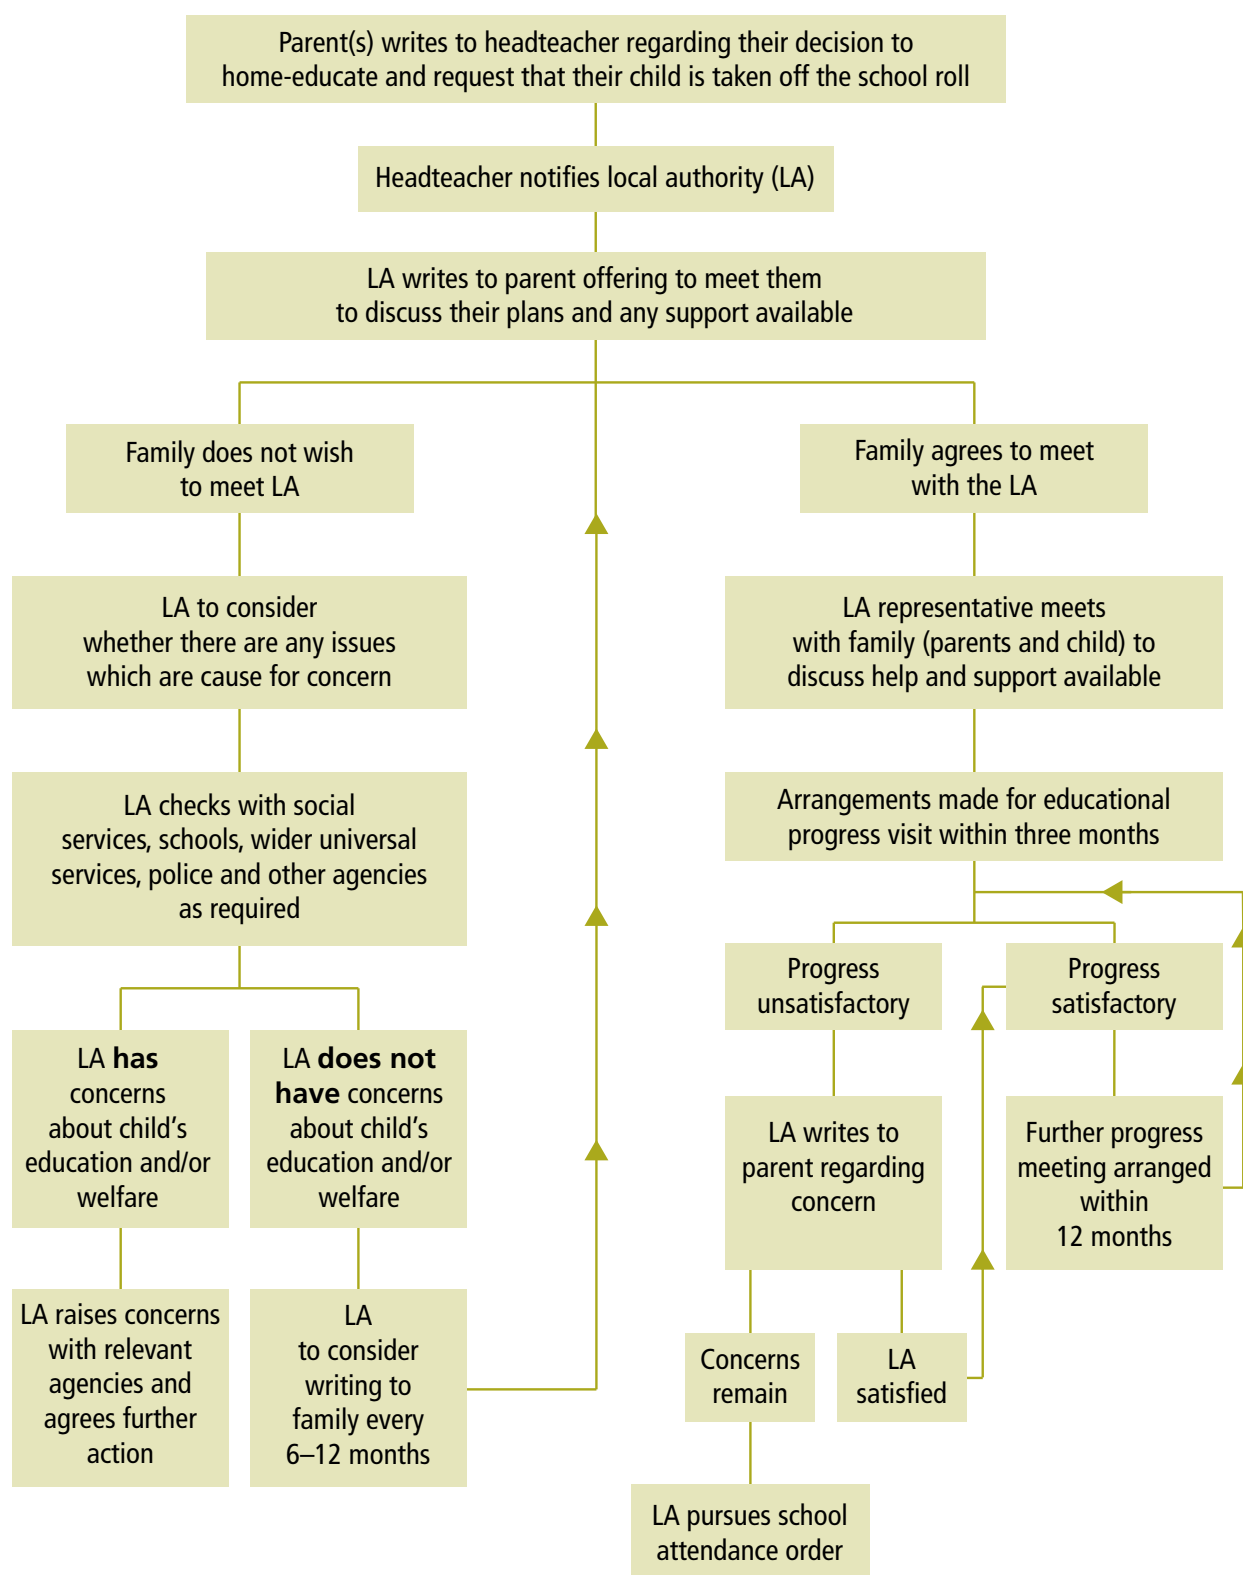 Parent(s) writes to headteacher regarding their decision to
home-educate and request that their child is taken off the school roll
Headteacher notifies local authority (LA)
LA writes to parent offering to meet them
to discuss their plans and any support available
Family does not wish
to meet LA
Family agrees to meet
with the LA
LA to consider
whether there are any issues
which are cause for concern
LA representative meets
with family (parents and child) to
discuss help and support available
LA checks with social
services, schools, wider universal
services, police and other agencies
as required
Arrangements made for educational
progress visit within three months
Progress
unsatisfactory
Progress
satisfactory
LA has
concerns
about child's
education and/or
welfare
LA does not
have concerns
about child's
education and/or
welfare
LA writes to
parent regarding
concern
Further progress
meeting arranged
within
12 months
LA raises concerns
with relevant
agencies and
agrees further
action
LA
to consider
writing to
family every
6–12 months
Concerns
remain
LA
satisfied
LA pursues school
attendance order